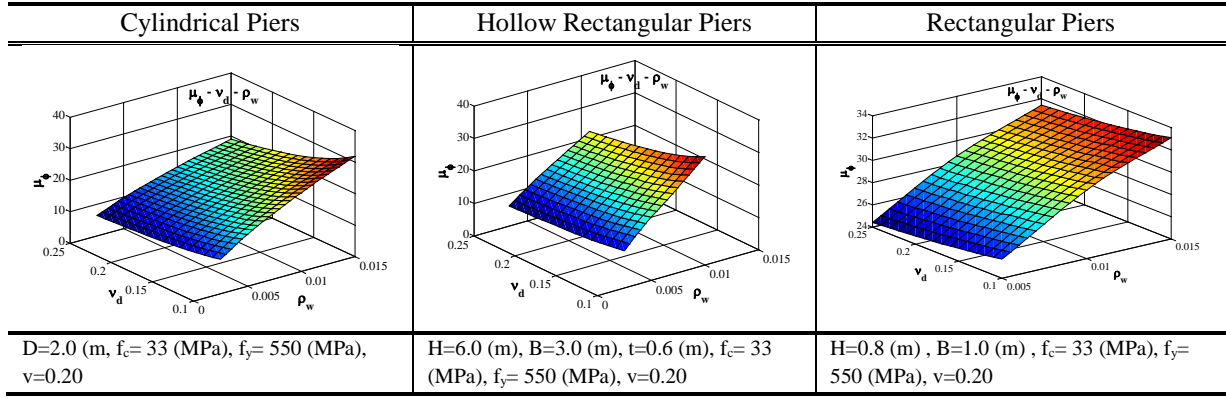 Cylindrical Piers
Hollow Rectangular Piers
Rectangular Piers
μϕ - νd - ρw
40
30
20
10
0
0.25
0.2
0.15
0.1
0
0.005
0.01
0.015
μϕ
νd
ρw
μϕ - νd - ρw
40
30
20
10
0
0.25
0.2
0.15
0.1
0
0.005
0.01
0.015
μϕ
νd
ρw
μϕ - νd - ρw
34
32
30
28
26
24
0.25
0.2
0.15
0.1
0.005
0.01
0.015
μϕ
νd
ρw
D=2.0 (m, fc= 33 (MPa), fy= 550 (MPa),
v=0.20
H=6.0 (m), B=3.0 (m), t=0.6 (m), fc= 33
(MPa), fy= 550 (MPa), v=0.20
H=0.8 (m) , B=1.0 (m) , fc= 33 (MPa), fy=
550 (MPa), v=0.20